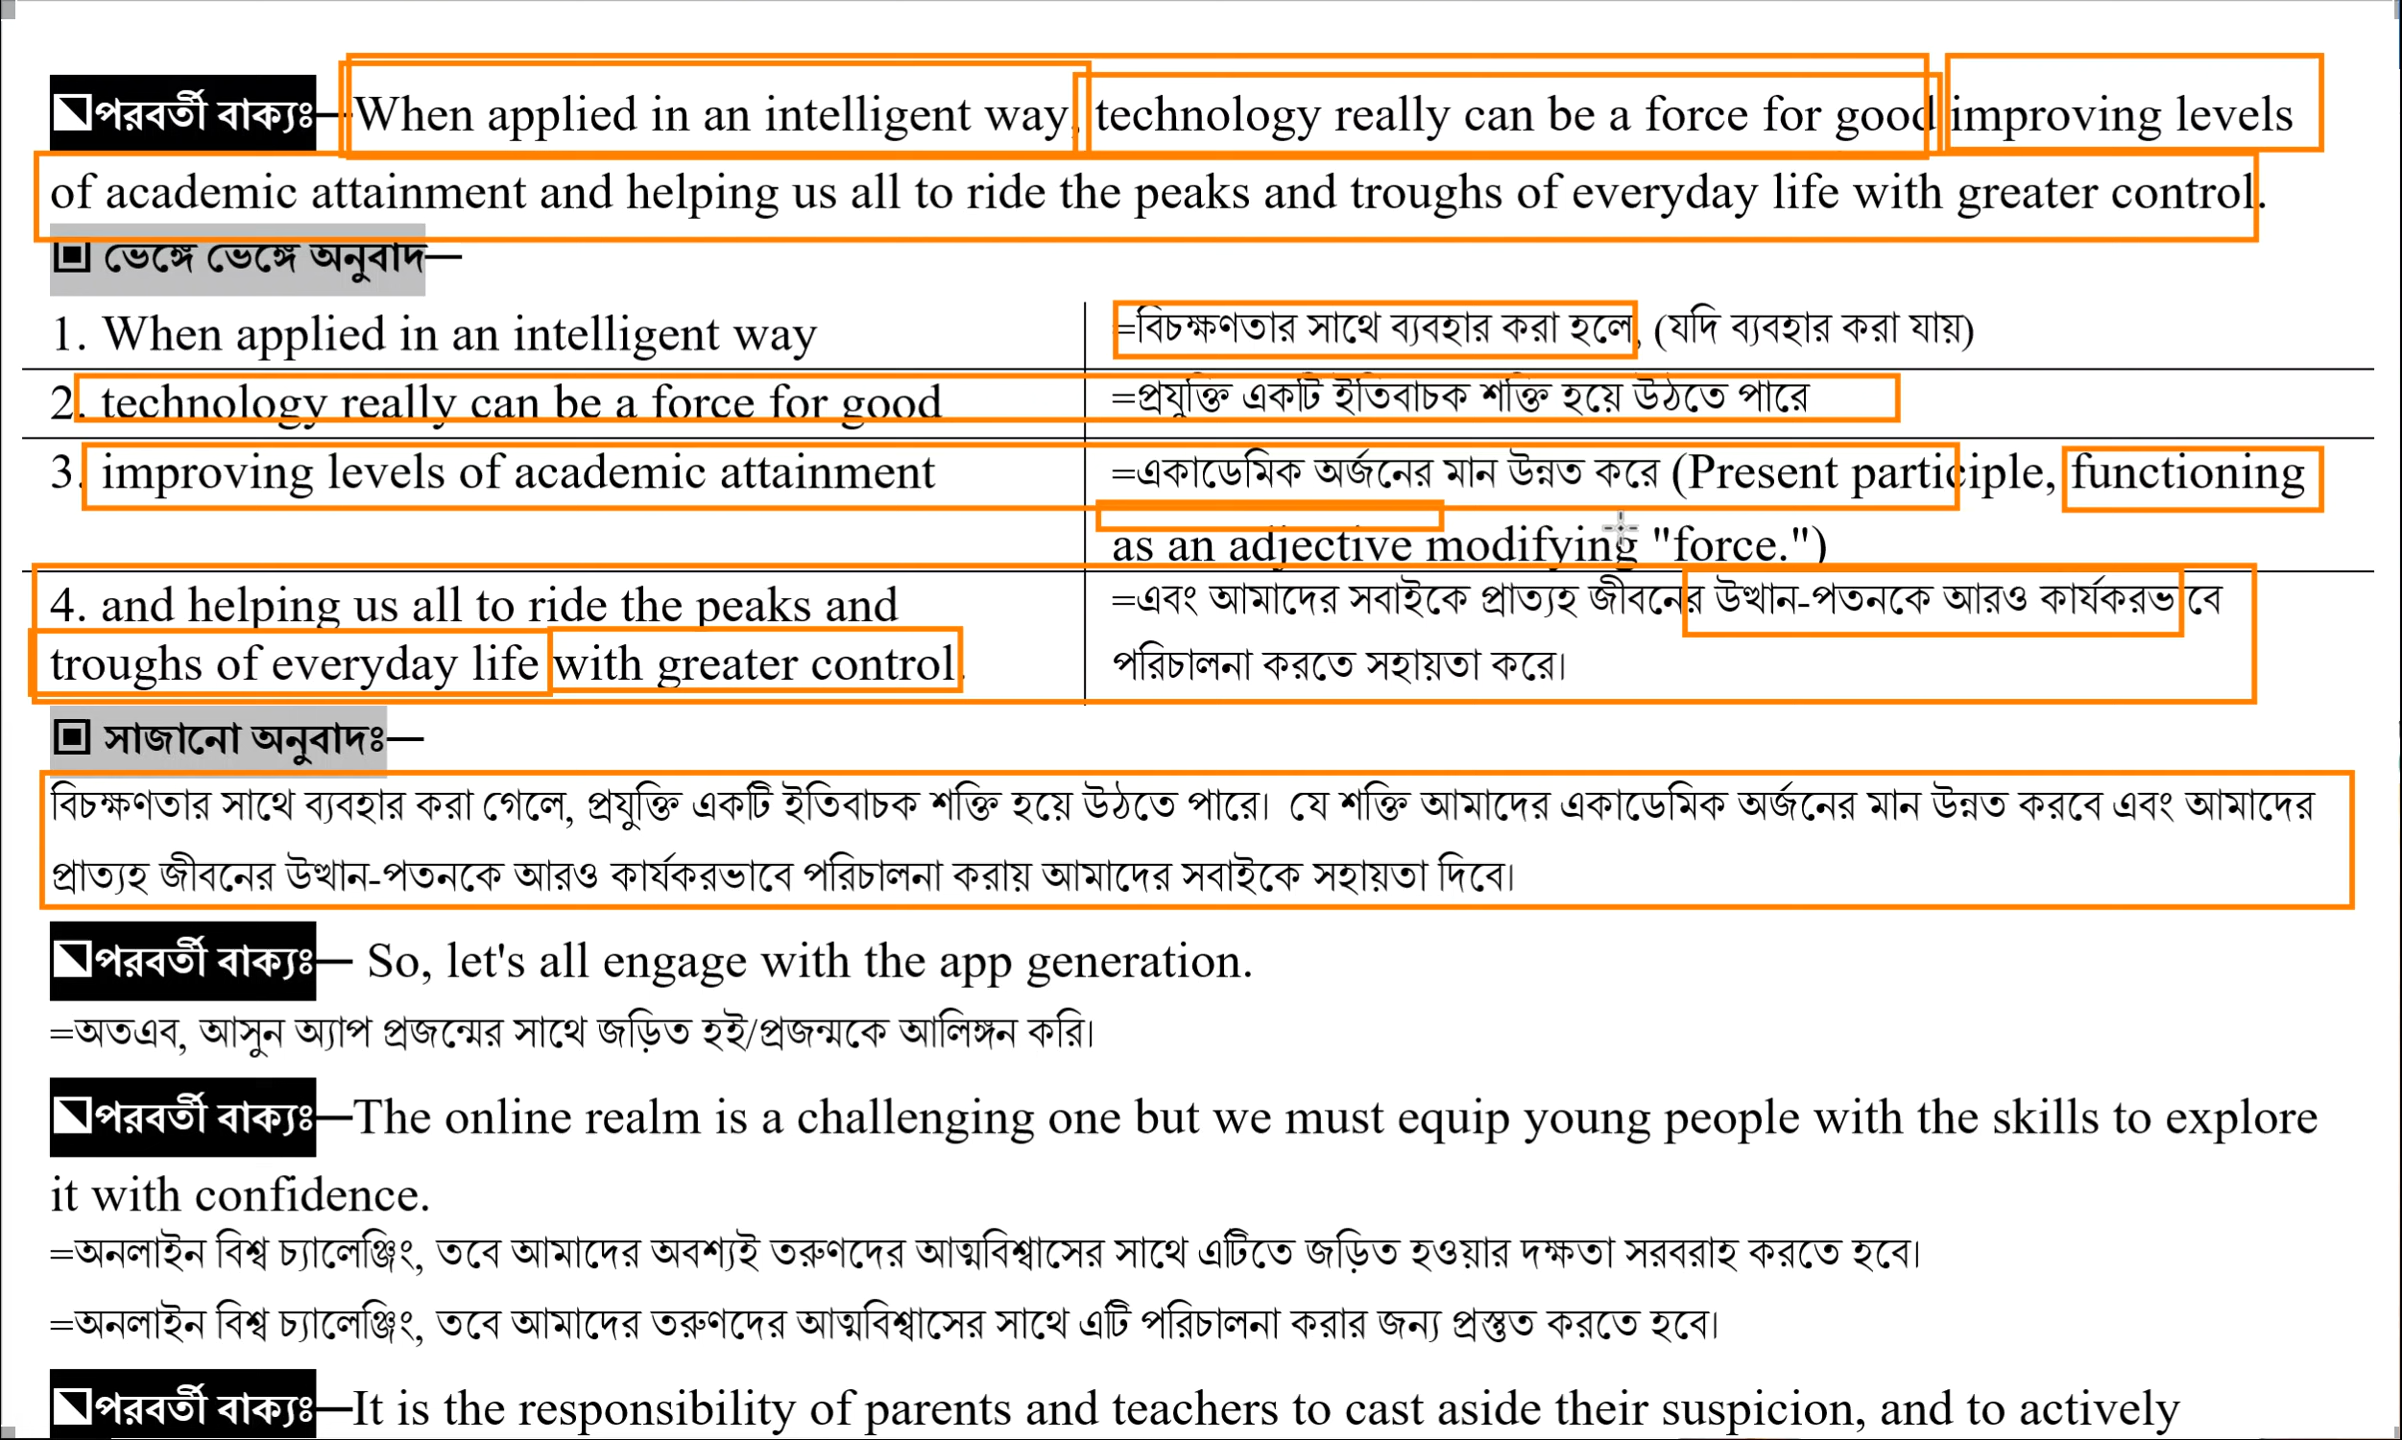 পরবর্তী বাক্যঃ—When applied in an intelligent way, technology really can be a force for good improving levels
of academic attainment and helping us all to ride the peaks and troughs of everyday life with greater control.
▣ ভেঙ্গে ভেঙ্গে অনুবাদ—
1. When applied in an intelligent way =বিচক্ষণতার সাথে ব্যবহার করা হলে, (যদি ব্যবহার করা যায়)
2. technology really can be a force for good =প্রযুক্তি একটি ইতিবাচক শক্তি হয়ে উঠতে পারে
3. improving levels of academic attainment =একাডেমিক অর্জনের মান উন্নত করে (Present participle, functioning
as an adjective modifying "force.")
4. and helping us all to ride the peaks and =এবং আমাদের সবাইকে প্রাত্যহ জীবনের উত্থান-পতনকে আরও কার্যকরভাবে
troughs of everyday life with greater control. পরিচালনা করতে সহায়তা করে।
▣ সাজানো অনুবাদঃ—
বিচক্ষণতার সাথে ব্যবহার করা গেলে, প্রযুক্তি একটি ইতিবাচক শক্তি হয়ে উঠতে পারে। যে শক্তি আমাদের একাডেমিক অর্জনের মান উন্নত করবে এবং আমাদের
প্রাত্যহ জীবনের উত্থান-পতনকে আরও কার্যকরভাবে পরিচালনা করায় আমাদের সবাইকে সহায়তা দিবে।
পরবর্তী বাক্যঃ— So, let's all engage with the app generation.
=অতএব, আসুন অ্যাপ প্রজন্মের সাথে জড়িত হই/প্রজন্মকে আলিঙ্গন করি।
পরবর্তী বাক্যঃ—The online realm is a challenging one but we must equip young people with the skills to explore
it with confidence.
=অনলাইন বিশ্ব চ্যালেঞ্জিং, তবে আমাদের অবশ্যই তরুণদের আত্মবিশ্বাসের সাথে এটিতে জড়িত হওয়ার দক্ষতা সরবরাহ করতে হবে।
=অনলাইন বিশ্ব চ্যালেঞ্জিং, তবে আমাদের তরুণদের আত্মবিশ্বাসের সাথে এটি পরিচালনা করার জন্য প্রস্তুত করতে হবে।
পরবর্তী বাক্যঃ—It is the responsibility of parents and teachers to cast aside their suspicion, and to actively